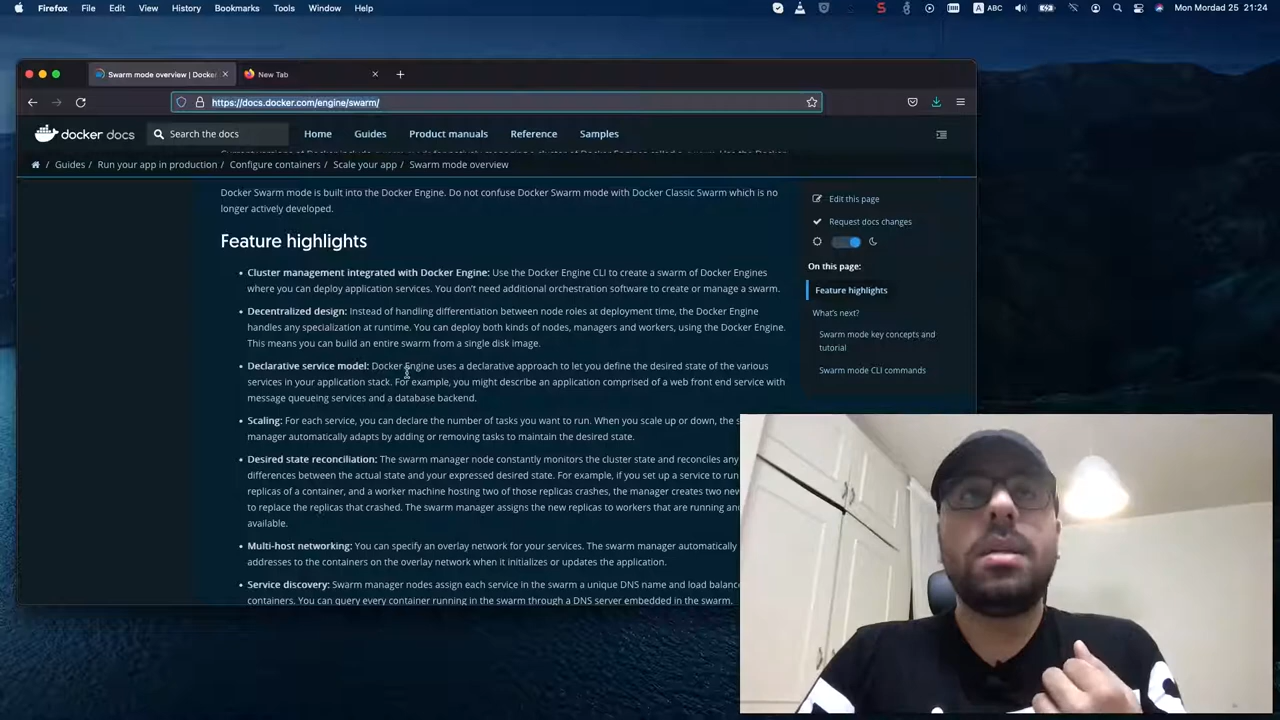 Firefox File Edit View History Bookmarks Tools Window Help ABC Mon Mordad 25 21:24
Swarm mode overview | Docker New Tab
https://docs.docker.com/engine/swarm/
docker docs Search the docs Home Guides Product manuals Reference Samples
Guides / Run your app in production / Configure containers / Scale your app / Swarm mode overview
Docker Swarm mode is built into the Docker Engine. Do not confuse Docker Swarm mode with Docker Classic Swarm which is no
longer actively developed.
Feature highlights
• Cluster management integrated with Docker Engine: Use the Docker Engine CLI to create a swarm of Docker Engines
where you can deploy application services. You don't need additional orchestration software to create or manage a swarm.
• Decentralized design: Instead of handling differentiation between node roles at deployment time, the Docker Engine
handles any specialization at runtime. You can deploy both kinds of nodes, managers and workers, using the Docker Engine.
This means you can build an entire swarm from a single disk image.
• Declarative service model: Docker Engine uses a declarative approach to let you define the desired state of the various
services in your application stack. For example, you might describe an application comprised of a web front end service with
message queueing services and a database backend.
• Scaling: For each service, you can declare the number of tasks you want to run. When you scale up or down, the s
manager automatically adapts by adding or removing tasks to maintain the desired state.
• Desired state reconciliation: The swarm manager node constantly monitors the cluster state and reconciles any
differences between the actual state and your expressed desired state. For example, if you set up a service to run
replicas of a container, and a worker machine hosting two of those replicas crashes, the manager creates two new
to replace the replicas that crashed. The swarm manager assigns the new replicas to workers that are running and
available.
• Multi-host networking: You can specify an overlay network for your services. The swarm manager automatically
addresses to the containers on the overlay network when it initializes or updates the application.
• Service discovery: Swarm manager nodes assign each service in the swarm a unique DNS name and load balanc
containers. You can query every container running in the swarm through a DNS server embedded in the swarm.
Edit this page
Request docs changes
On this page:
Feature highlights
What's next?
Swarm mode key concepts and
tutorial
Swarm mode CLI commands